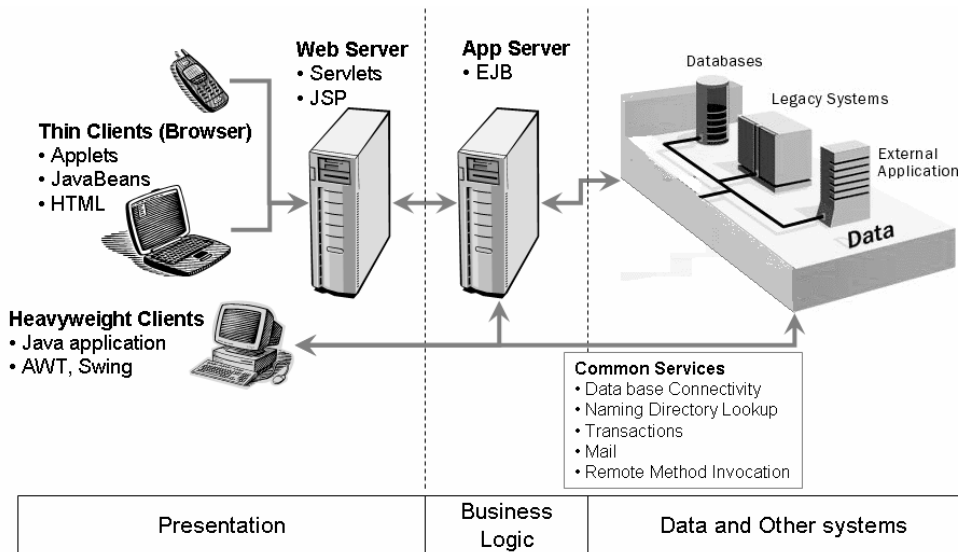 Web Server
• Servlets
• JSP
App Server
• EJB
Databases
Legacy Systems
External
Application
Data
Thin Clients (Browser)
• Applets
• JavaBeans
• HTML
Heavyweight Clients
• Java application
• AWT, Swing
Common Services
• Data base Connectivity
• Naming Directory Lookup
• Transactions
• Mail
• Remote Method Invocation
Presentation
Business
Logic
Data and Other systems